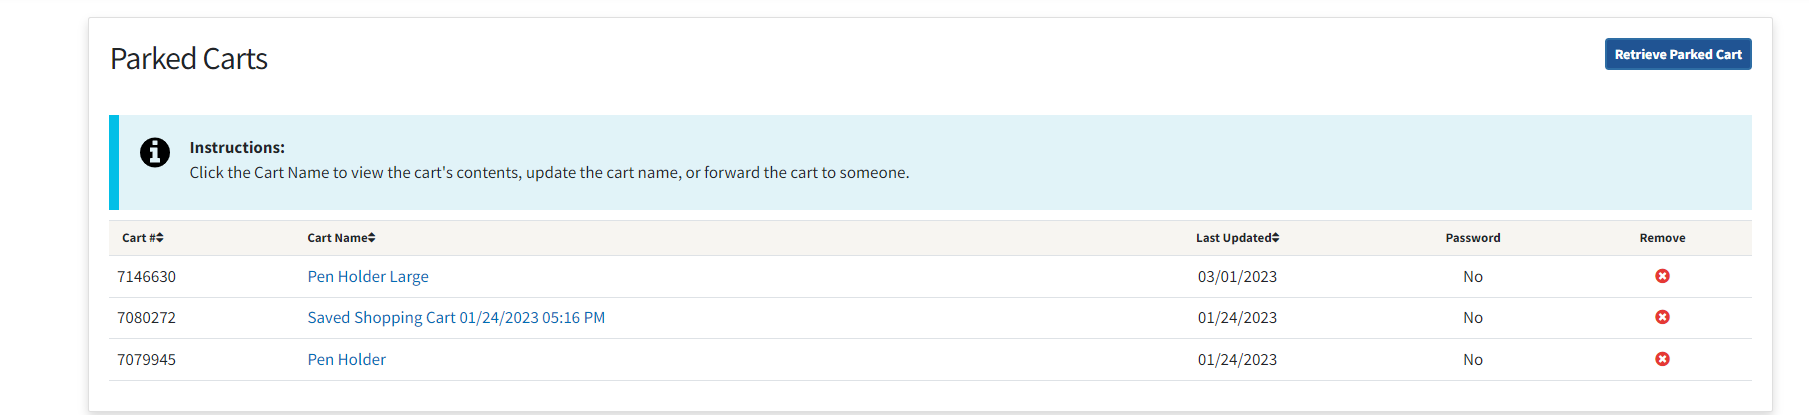 Parked Carts
Retrieve Parked Cart
Instructions:
Click the Cart Name to view the cart's contents, update the cart name, or forward the cart to someone.
Cart # Cart Name Last Updated Password Remove
7146630 Pen Holder Large 03/01/2023 No
7080272 Saved Shopping Cart 01/24/2023 05:16 PM 01/24/2023 No
7079945 Pen Holder 01/24/2023 No